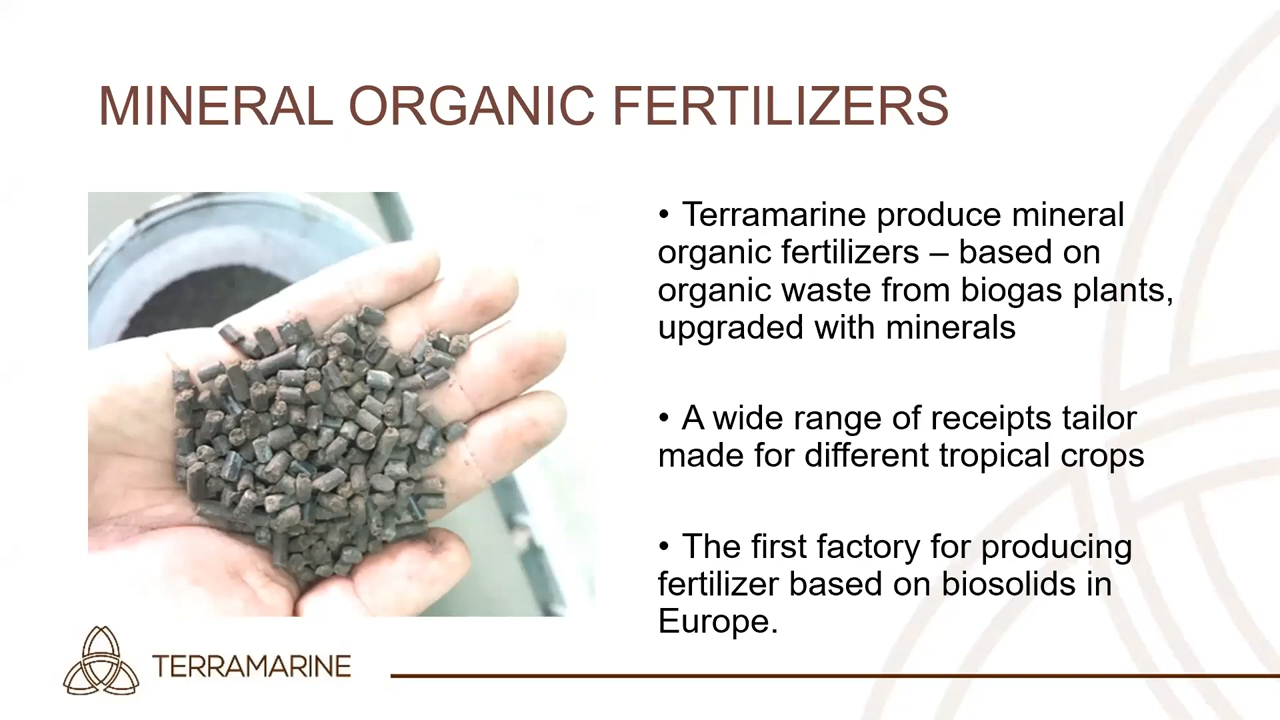 MINERAL ORGANIC FERTILIZERS
• Terramarine produce mineral
organic fertilizers – based on
organic waste from biogas plants,
upgraded with minerals
• A wide range of receipts tailor
made for different tropical crops
• The first factory for producing
fertilizer based on biosolids in
Europe.
TERRAMARINE